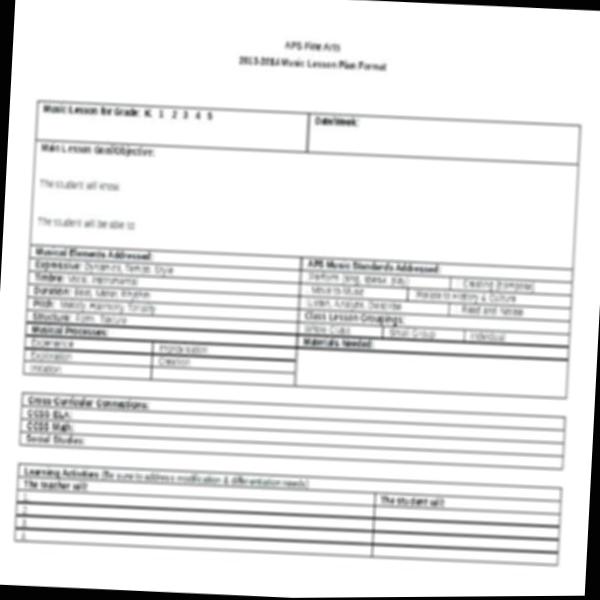 APS Fine Arts
2013-2014 Music Lesson Plan Format
Music Lesson for Grade: K 1 2 3 4 5
Date/Week:
Main Lesson Goal/Objective:
The student will know:
The student will be able to:
Musical Elements Addressed:
Expressive: Dynamics, Tempo, Style
Timbre: Vocal, Instrumental
Duration: Beat, Meter, Rhythm
Pitch: Melody, Harmony, Tonality
Structure: Form, Texture
Musical Processes:
Experience
Improvisation
Exploration
Creation
Imitation
APS Music Standards Addressed:
Perform (sing, play)
Creating (compose)
Move to Music
Relate to History & Culture
Listen, Analyze, Describe
Read and Notate
Class Lesson Groupings:
Whole Class
Small Group
Individual
Materials Needed:
Cross Curricular Connections:
CCSS ELA:
CCSS Math:
Social Studies:
Learning Activities: (Be sure to address modification & differentiation needs)
The teacher will:
The student will:
1.
2.
3.
4.